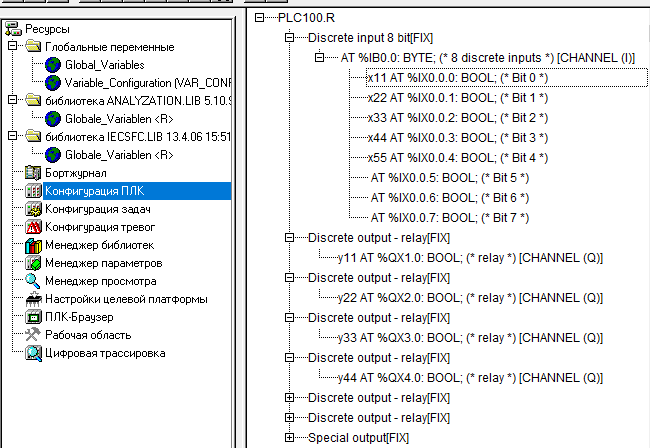 Ресурсы
Глобальные переменные
Global_Variables
Variable_Configuration (VAR_CONF
библиотека ANALYZATION.LIB 5.10.9
Globale_Variablen <R>
библиотека IECSFC.LIB 13.4.06 15:51
Globale_Variablen <R>
Бортжурнал
Конфигурация ПЛК
Конфигурация задач
Конфигурация тревог
Менеджер библиотек
Менеджер параметров
Менеджер просмотра
Настройки целевой платформы
ПЛК-Браузер
Рабочая область
Цифровая трассировка
PLC100.R
Discrete input 8 bit[FIX]
AT %IB0.0: BYTE; (* 8 discrete inputs *) [CHANNEL (I)]
x11 AT %IX0.0.0: BOOL; (* Bit 0 *)
x22 AT %IX0.0.1: BOOL; (* Bit 1 *)
x33 AT %IX0.0.2: BOOL; (* Bit 2 *)
x44 AT %IX0.0.3: BOOL; (* Bit 3 *)
x55 AT %IX0.0.4: BOOL; (* Bit 4 *)
AT %IX0.0.5: BOOL; (* Bit 5 *)
AT %IX0.0.6: BOOL; (* Bit 6 *)
AT %IX0.0.7: BOOL; (* Bit 7 *)
Discrete output - relay[FIX]
y11 AT %QX1.0: BOOL; (* relay *) [CHANNEL (Q)]
Discrete output - relay[FIX]
y22 AT %QX2.0: BOOL; (* relay *) [CHANNEL (Q)]
Discrete output - relay[FIX]
y33 AT %QX3.0: BOOL; (* relay *) [CHANNEL (Q)]
Discrete output - relay[FIX]
y44 AT %QX4.0: BOOL; (* relay *) [CHANNEL (Q)]
Discrete output - relay[FIX]
Discrete output - relay[FIX]
Special output[FIX]